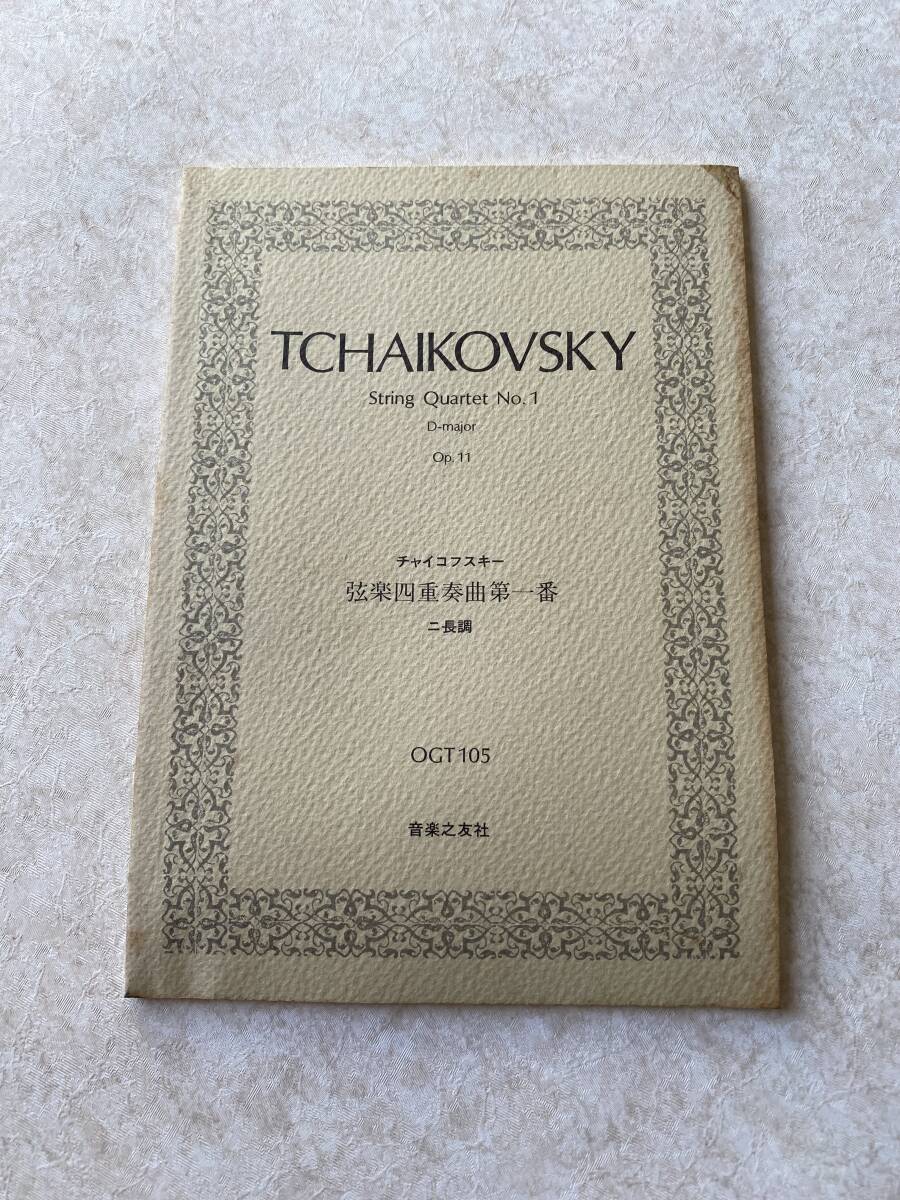 TCHAIKOVSKY
String Quartet No. 1
D-major
Op. 11
チャイコフスキー
弦楽四重奏曲第一番
ニ長調
OGT 105
音楽之友社